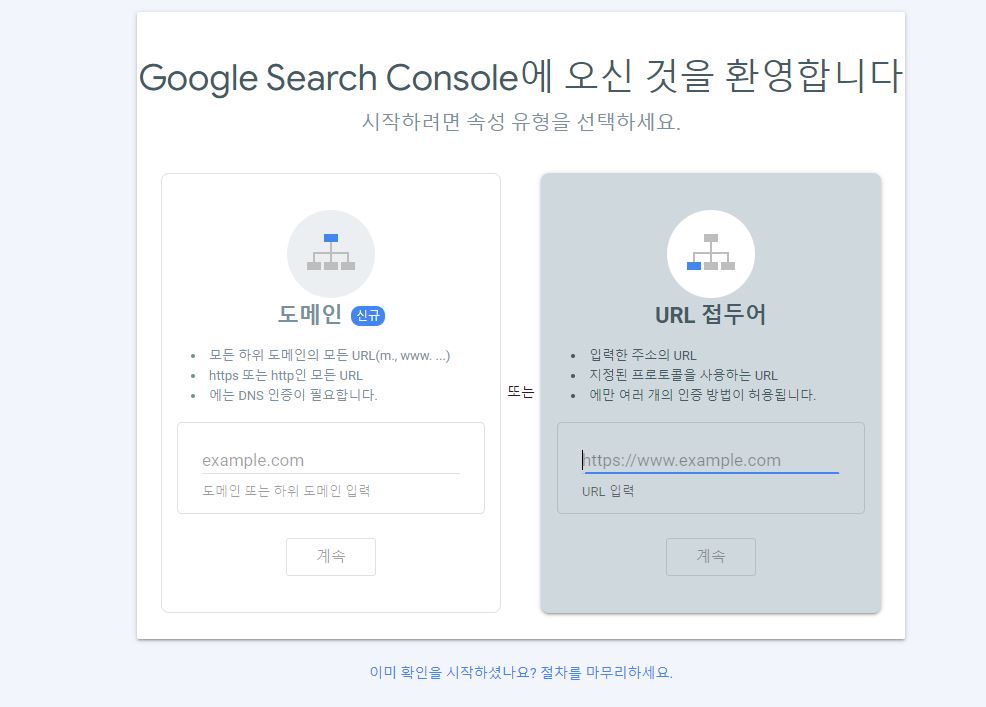 Google Search Console에 오신 것을 환영합니다
시작하려면 속성 유형을 선택하세요.
도메인 신규
• 모든 하위 도메인의 모든 URL(m., www. ...)
• https 또는 http인 모든 URL
• 에는 DNS 인증이 필요합니다.
example.com
도메인 또는 하위 도메인 입력
계속
또는
URL 접두어
• 입력한 주소의 URL
• 지정된 프로토콜을 사용하는 URL
• 에만 여러 개의 인증 방법이 허용됩니다.
https://www.example.com
URL 입력
계속
이미 확인을 시작하셨나요? 절차를 마무리하세요.